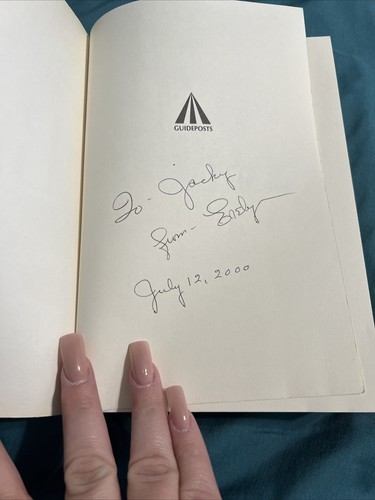 GUIDEPOSTS
To - Jacky
from -
July 12, 2000